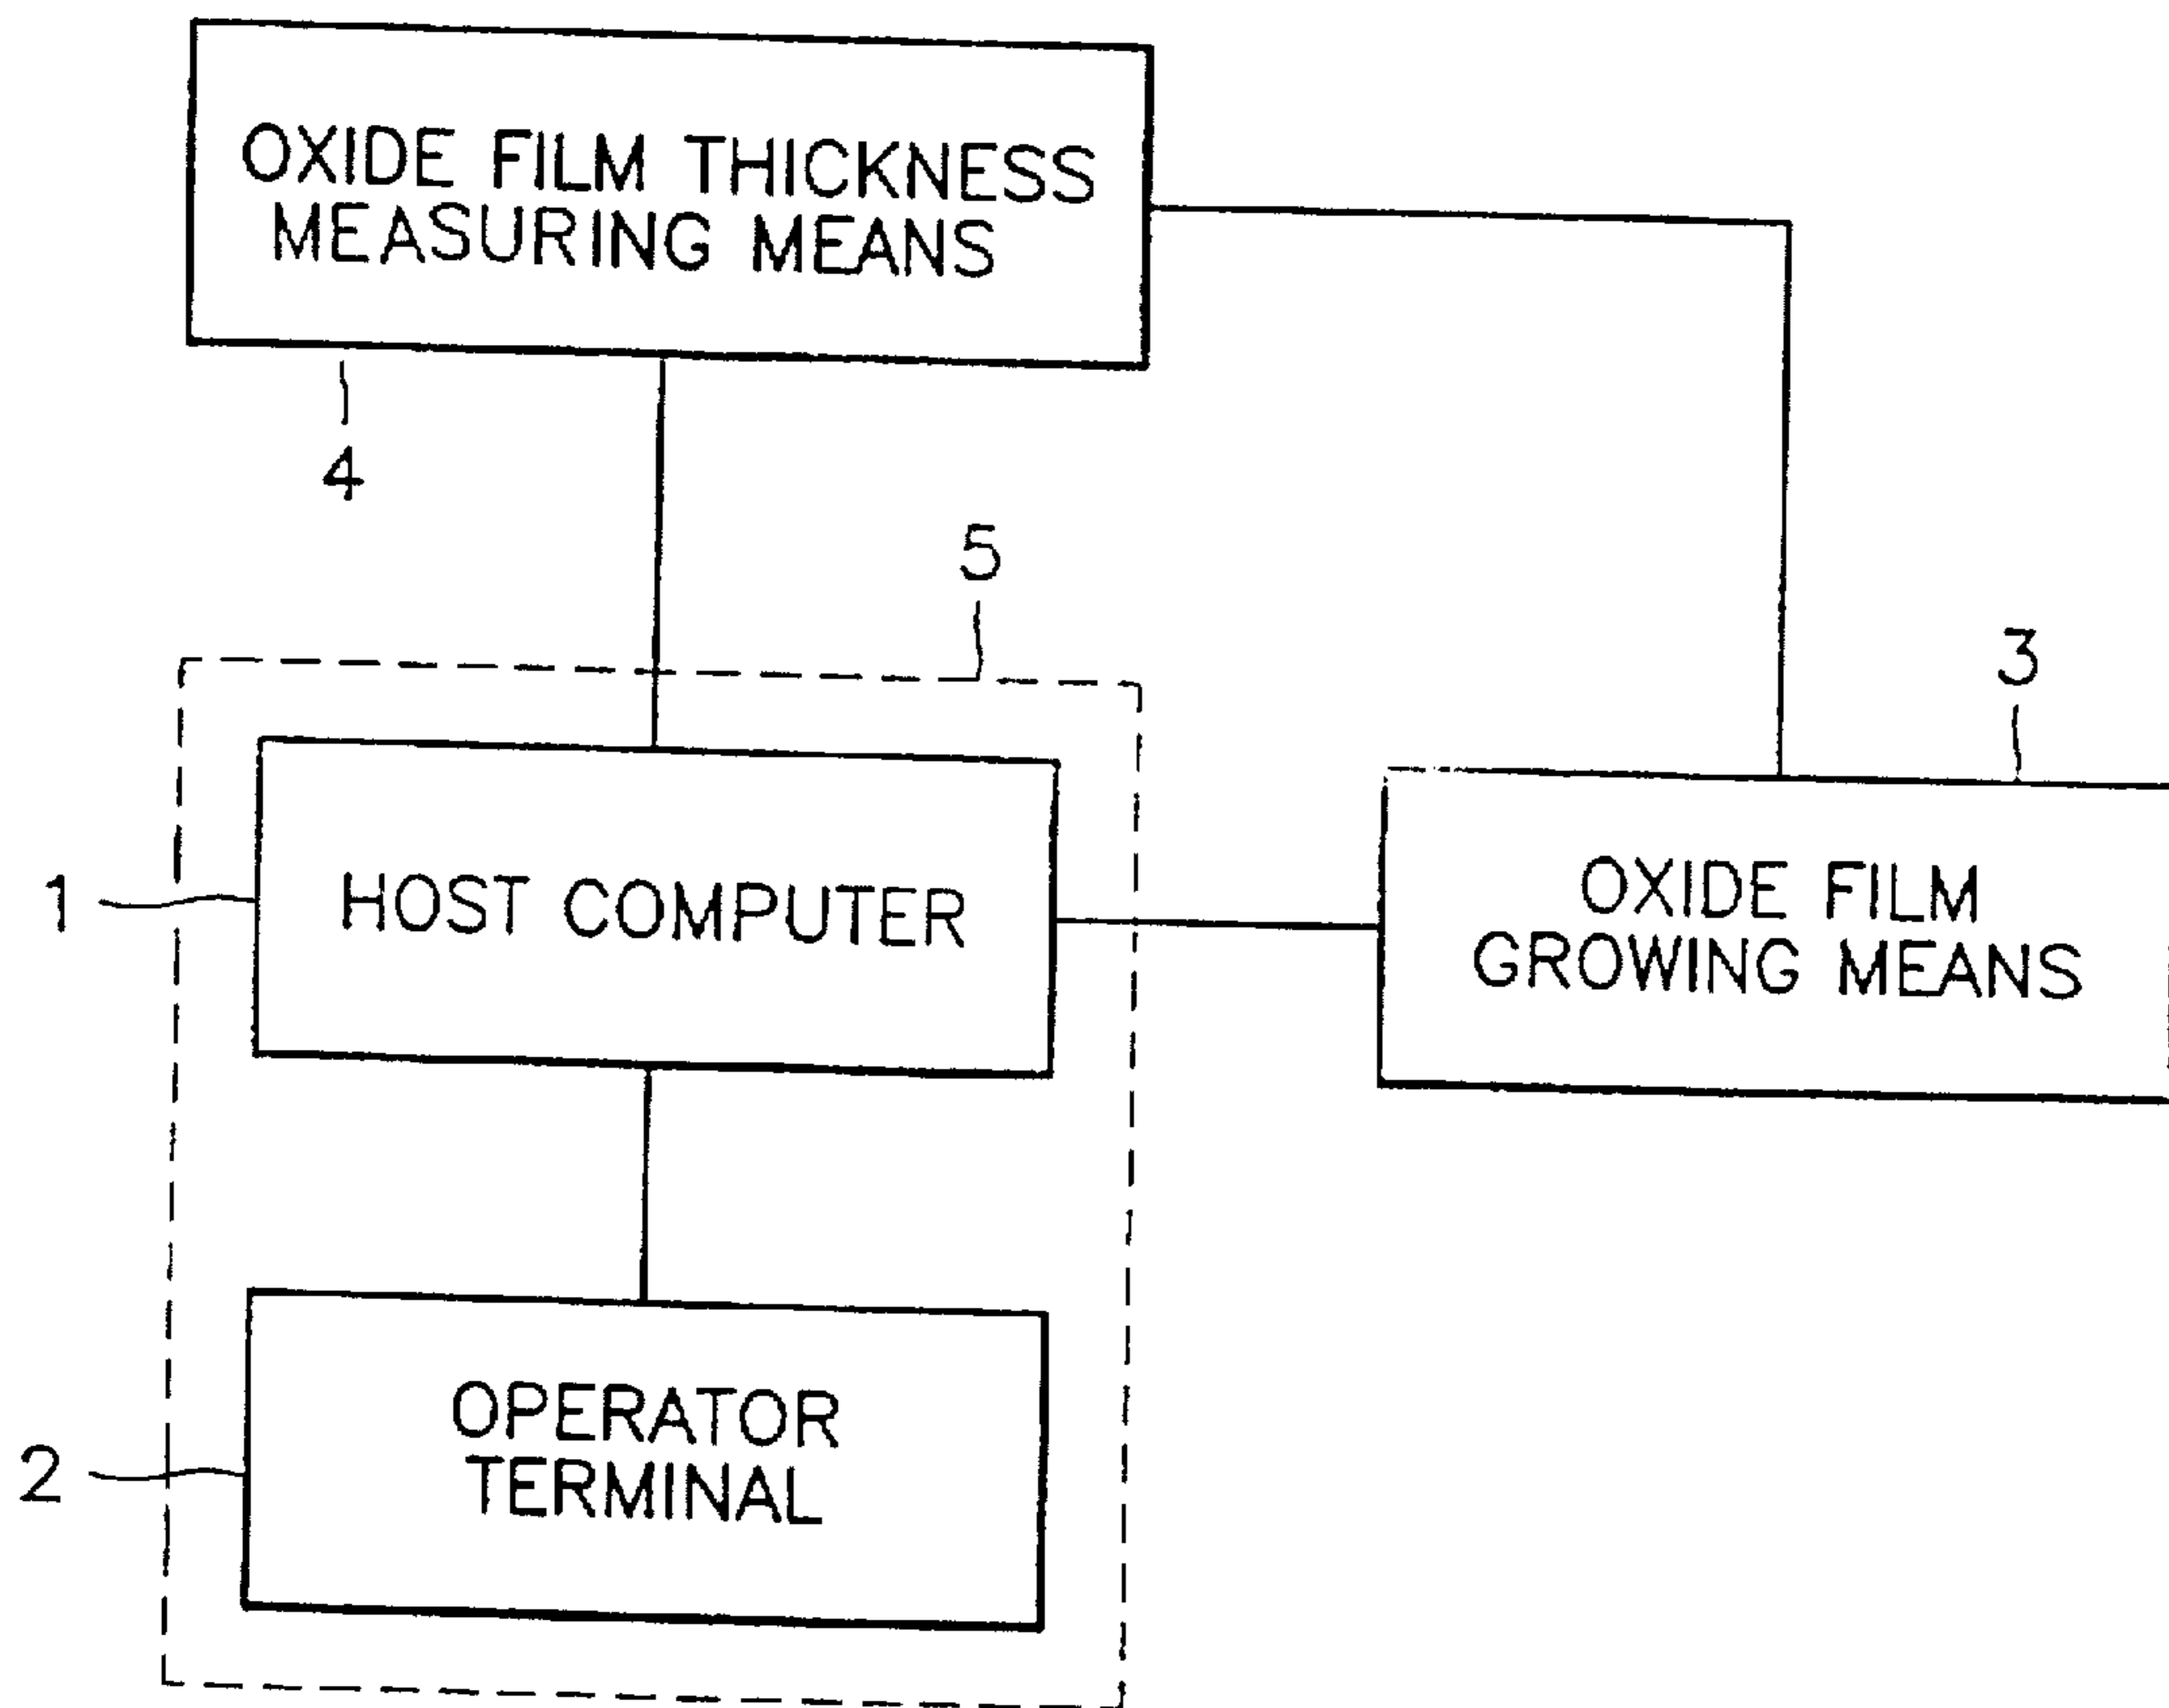 OXIDE FILM THICKNESS
MEASURING MEANS
4
5
3
1
HOST COMPUTER
OXIDE FILM
GROWING MEANS
2
OPERATOR
TERMINAL